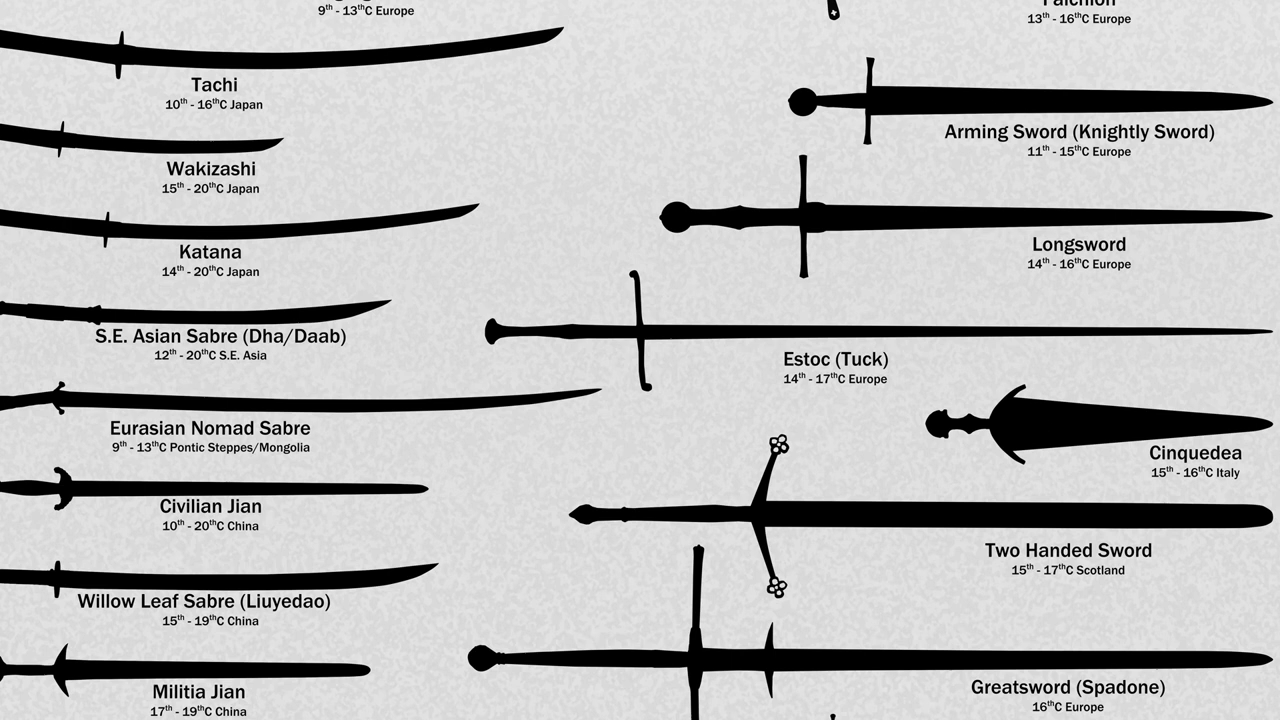 9th - 13thC Europe
Tachi
10th - 16thC Japan
Wakizashi
15th - 20thC Japan
Katana
14th - 20thC Japan
S.E. Asian Sabre (Dha/Daab)
12th - 20thC S.E. Asia
Eurasian Nomad Sabre
9th - 13thC Pontic Steppes/Mongolia
Civilian Jian
10th - 20thC China
Willow Leaf Sabre (Liuyedao)
15th - 19thC China
Militia Jian
17th - 19thC China
Falchion
13th - 16thC Europe
Arming Sword (Knightly Sword)
11th - 15thC Europe
Longsword
14th - 16thC Europe
Estoc (Tuck)
14th - 17thC Europe
Cinquedea
15th - 16thC Italy
Two Handed Sword
15th - 17thC Scotland
Greatsword (Spadone)
16thC Europe